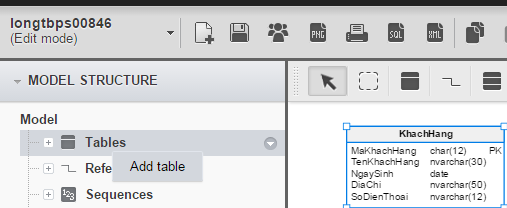 longtbps00846
(Edit mode)
PNG
SQL
XML
MODEL STRUCTURE
Model
Tables
Add table
123
Sequences
KhachHang
MaKhachHang char(12) PK
TenKhachHang nvarchar(30)
NgaySinh date
DiaChi nvarchar(50)
SoDienThoai nvarchar(12)